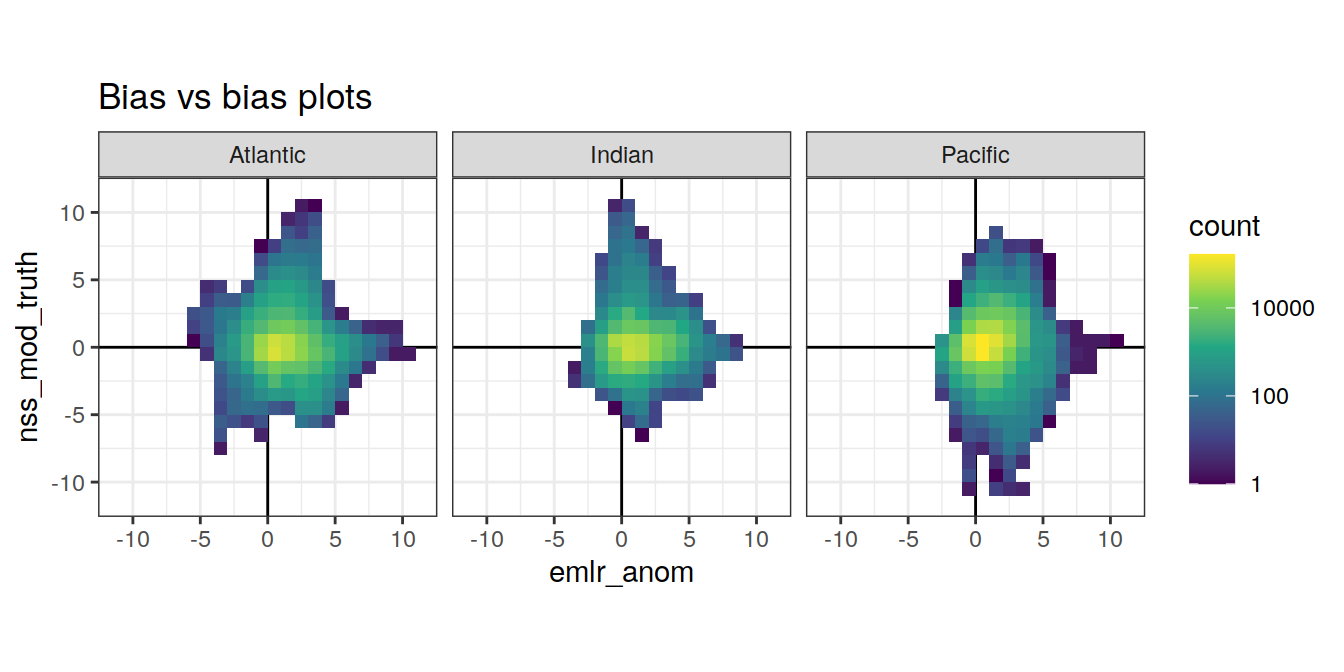 Bias vs bias plots
Atlantic Indian Pacific
nss_mod_truth
10
5
0
-5
-10
-10 -5 0 5 10 -10 -5 0 5 10 -10 -5 0 5 10
emlr_anom
count
10000
100
1